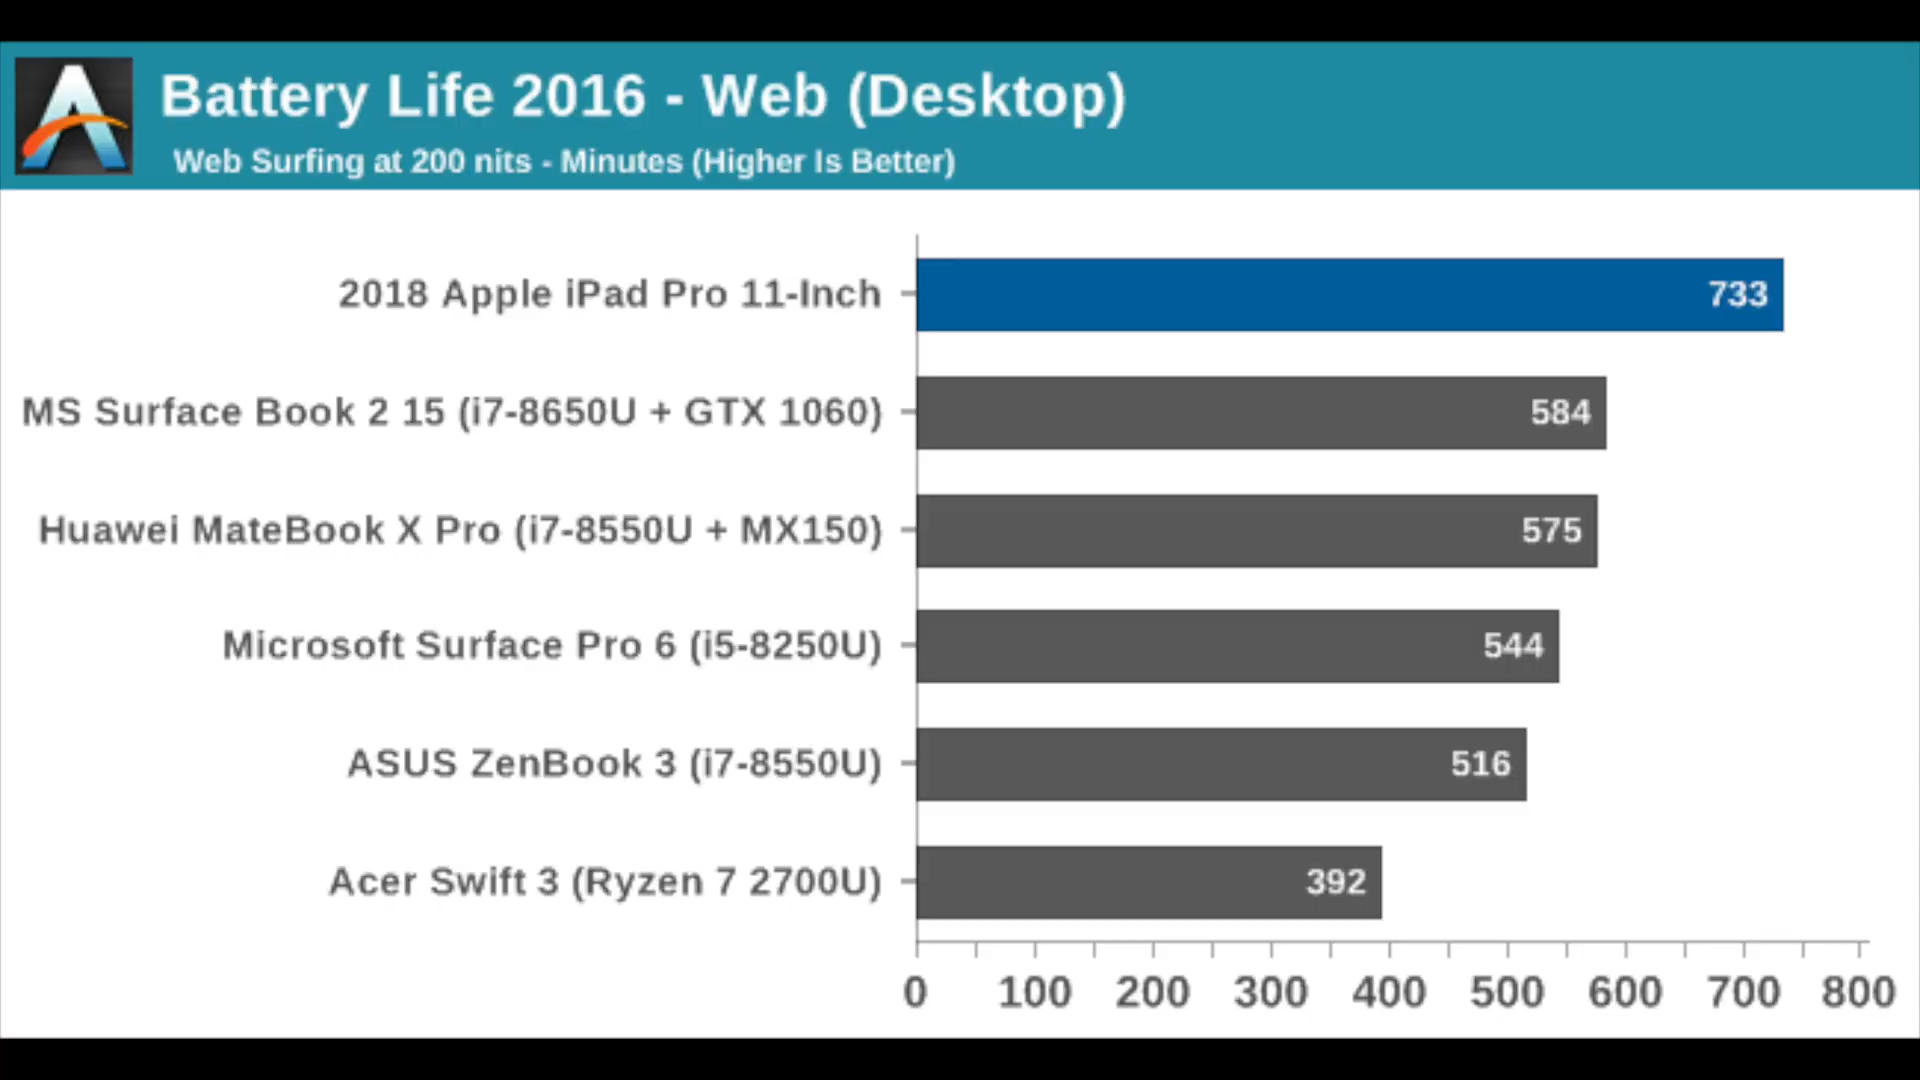 Battery Life 2016 - Web (Desktop)
Web Surfing at 200 nits - Minutes (Higher Is Better)
2018 Apple iPad Pro 11-Inch 733
MS Surface Book 2 15 (i7-8650U + GTX 1060) 584
Huawei MateBook X Pro (i7-8550U + MX150) 575
Microsoft Surface Pro 6 (i5-8250U) 544
ASUS ZenBook 3 (i7-8550U) 516
Acer Swift 3 (Ryzen 7 2700U) 392
0 100 200 300 400 500 600 700 800